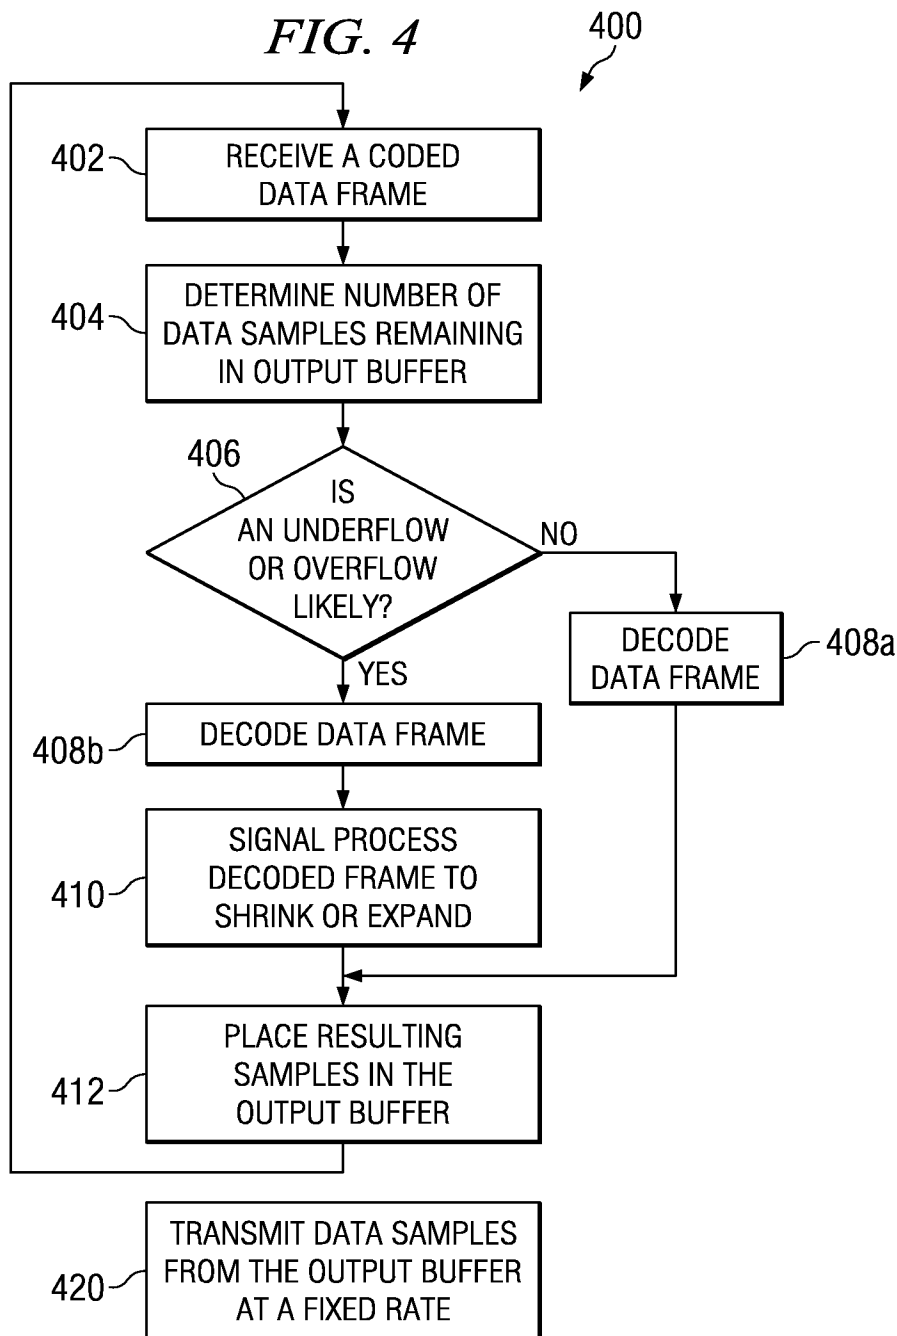 FIG. 4
400
402
RECEIVE A CODED
DATA FRAME
404
DETERMINE NUMBER OF
DATA SAMPLES REMAINING
IN OUTPUT BUFFER
406
IS
AN UNDERFLOW
OR OVERFLOW
LIKELY?
NO
YES
DECODE
DATA FRAME
408a
408b
DECODE DATA FRAME
410
SIGNAL PROCESS
DECODED FRAME TO
SHRINK OR EXPAND
412
PLACE RESULTING
SAMPLES IN THE
OUTPUT BUFFER
420
TRANSMIT DATA SAMPLES
FROM THE OUTPUT BUFFER
AT A FIXED RATE